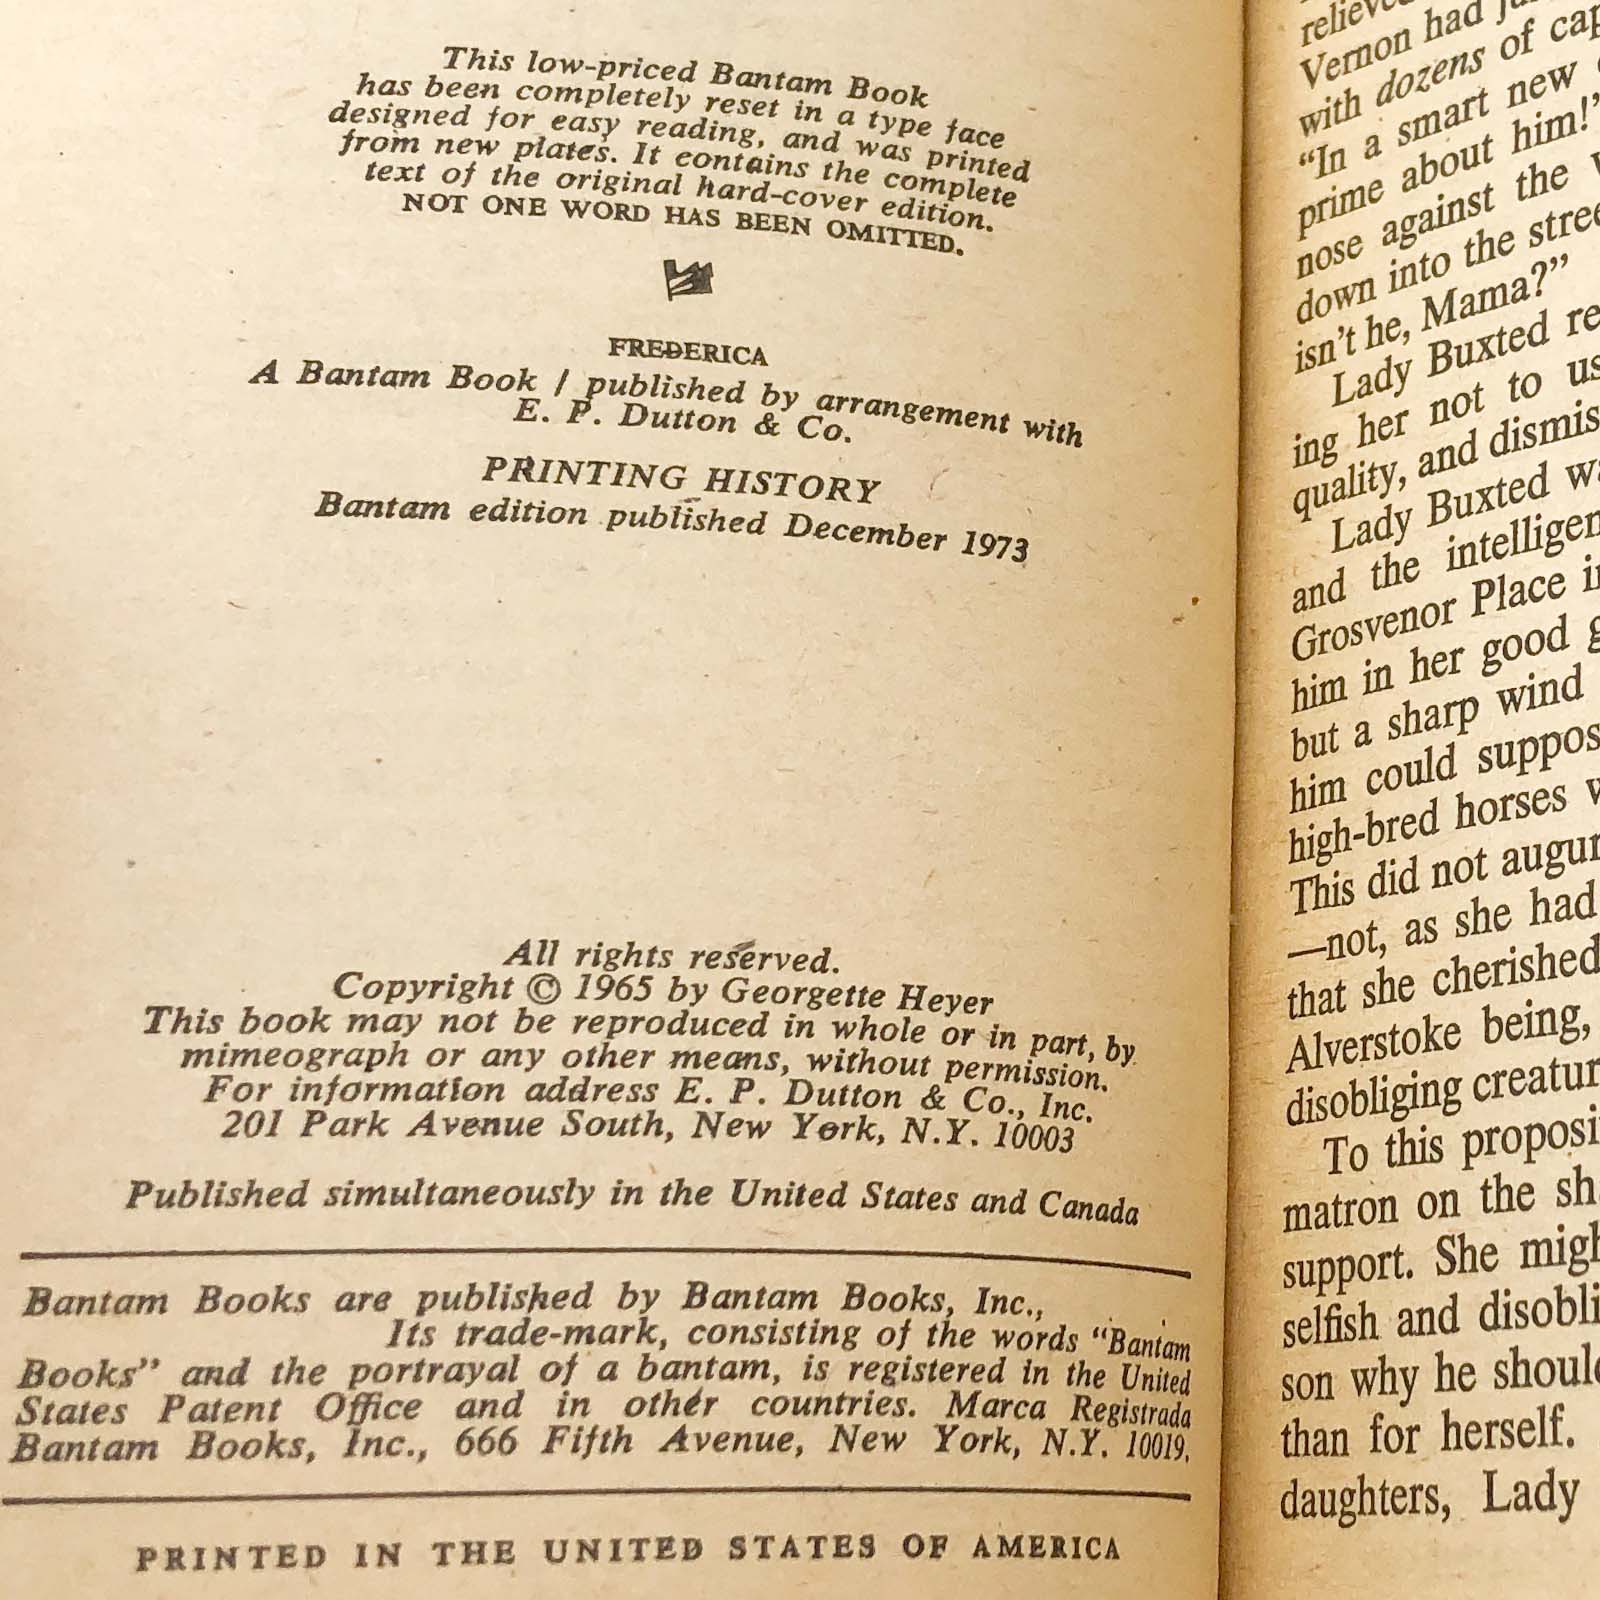 This low-priced Bantam Book
has been completely reset in a type face
designed for easy reading, and was printed
from new plates. It contains the complete
text of the original hard-cover edition.
NOT ONE WORD HAS BEEN OMITTED.
FREDERICA
A Bantam Book / published by arrangement with
E. P. Dutton & Co.
PRINTING HISTORY
Bantam edition published December 1973
All rights reserved.
Copyright © 1965 by Georgette Heyer
This book may not be reproduced in whole or in part, by
mimeograph or any other means, without permission.
For information address E. P. Dutton & Co., Inc.
201 Park Avenue South, New York, N.Y. 10003
Published simultaneously in the United States and Canada
Bantam Books are published by Bantam Books, Inc.,
Its trade-mark, consisting of the words "Bantam
Books" and the portrayal of a bantam, is registered in the United
States Patent Office and in other countries. Marca Registrada
Bantam Books, Inc., 666 Fifth Avenue, New York, N.Y. 10019.
PRINTED IN THE UNITED STATES OF AMERICA
relieved
Vernon had
with dozens of
"In a smart new
prime about him!"
nose against the
down into the
isn't he, Mama?"
Lady Buxted
ing her not to
quality, and
Lady Buxted
and the
Grosvenor Place
him in her good
but a sharp wind
him could
high-bred horses
This did not augur
—not, as she had
that she cherished
Alverstoke being,
disobliging
To this
matron on the
support. She
selfish and
son why he
than for herself.
daughters, Lady